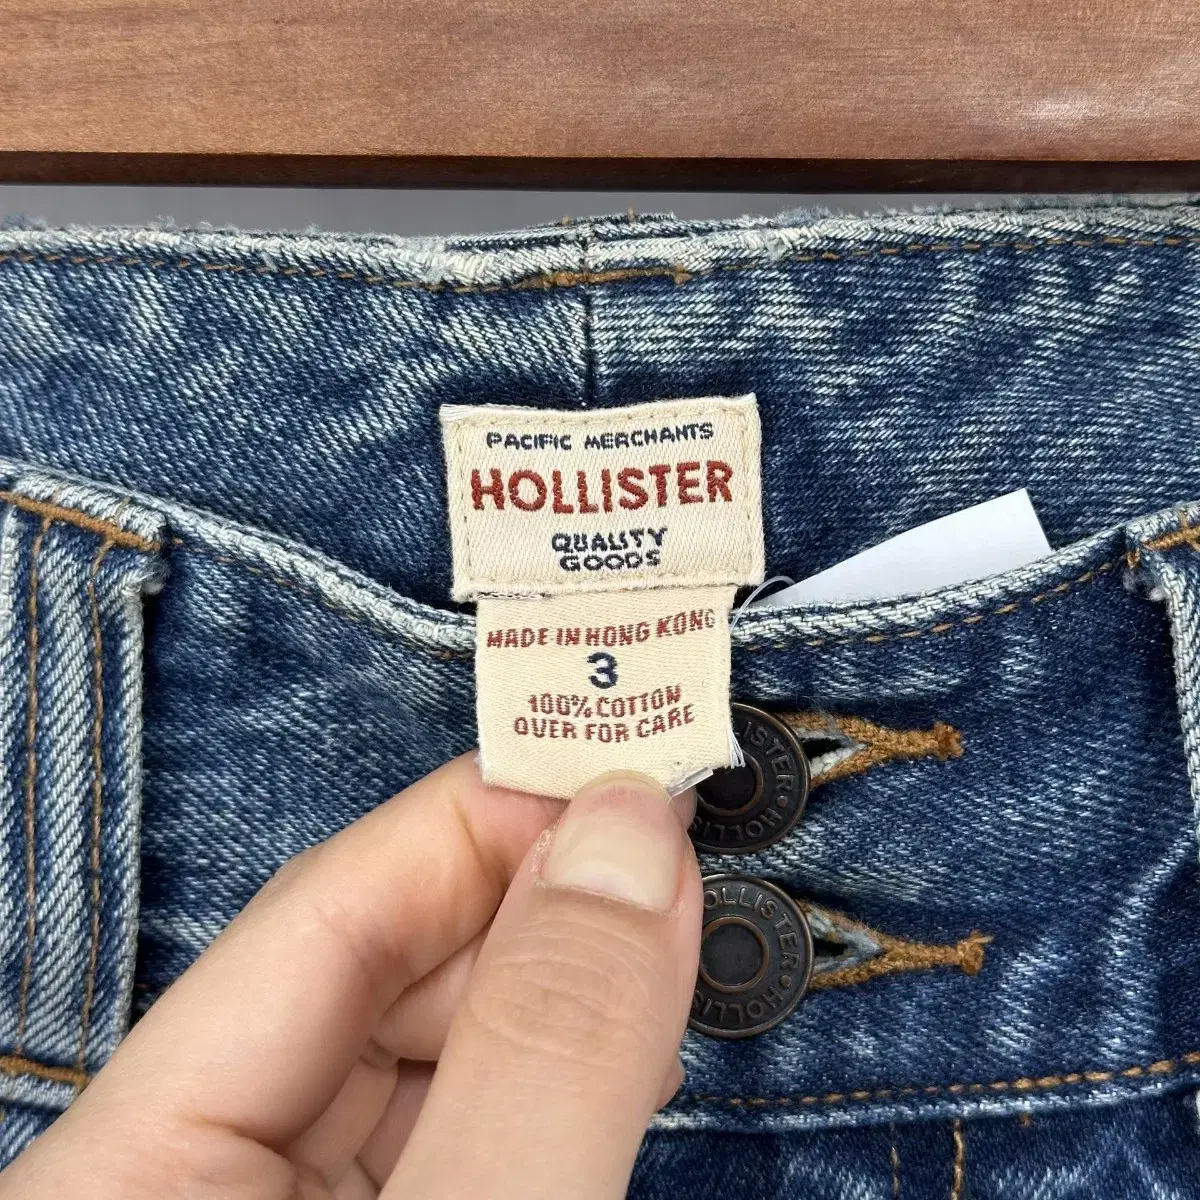 PACIFIC MERCHANTS
HOLLISTER
QUALITY
GOODS
MADE IN HONG KONG
3
100% COTTON
OVER FOR CARE
HOLLISTER
HOLLISTER